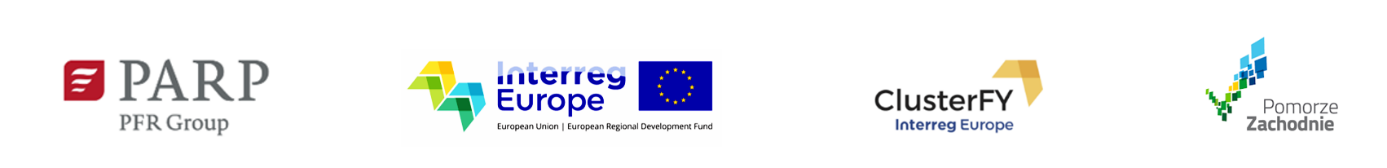 PARP
PFR Group
Interreg
Europe
European Union | European Regional Development Fund
ClusterFY
Interreg Europe
Pomorze
Zachodnie